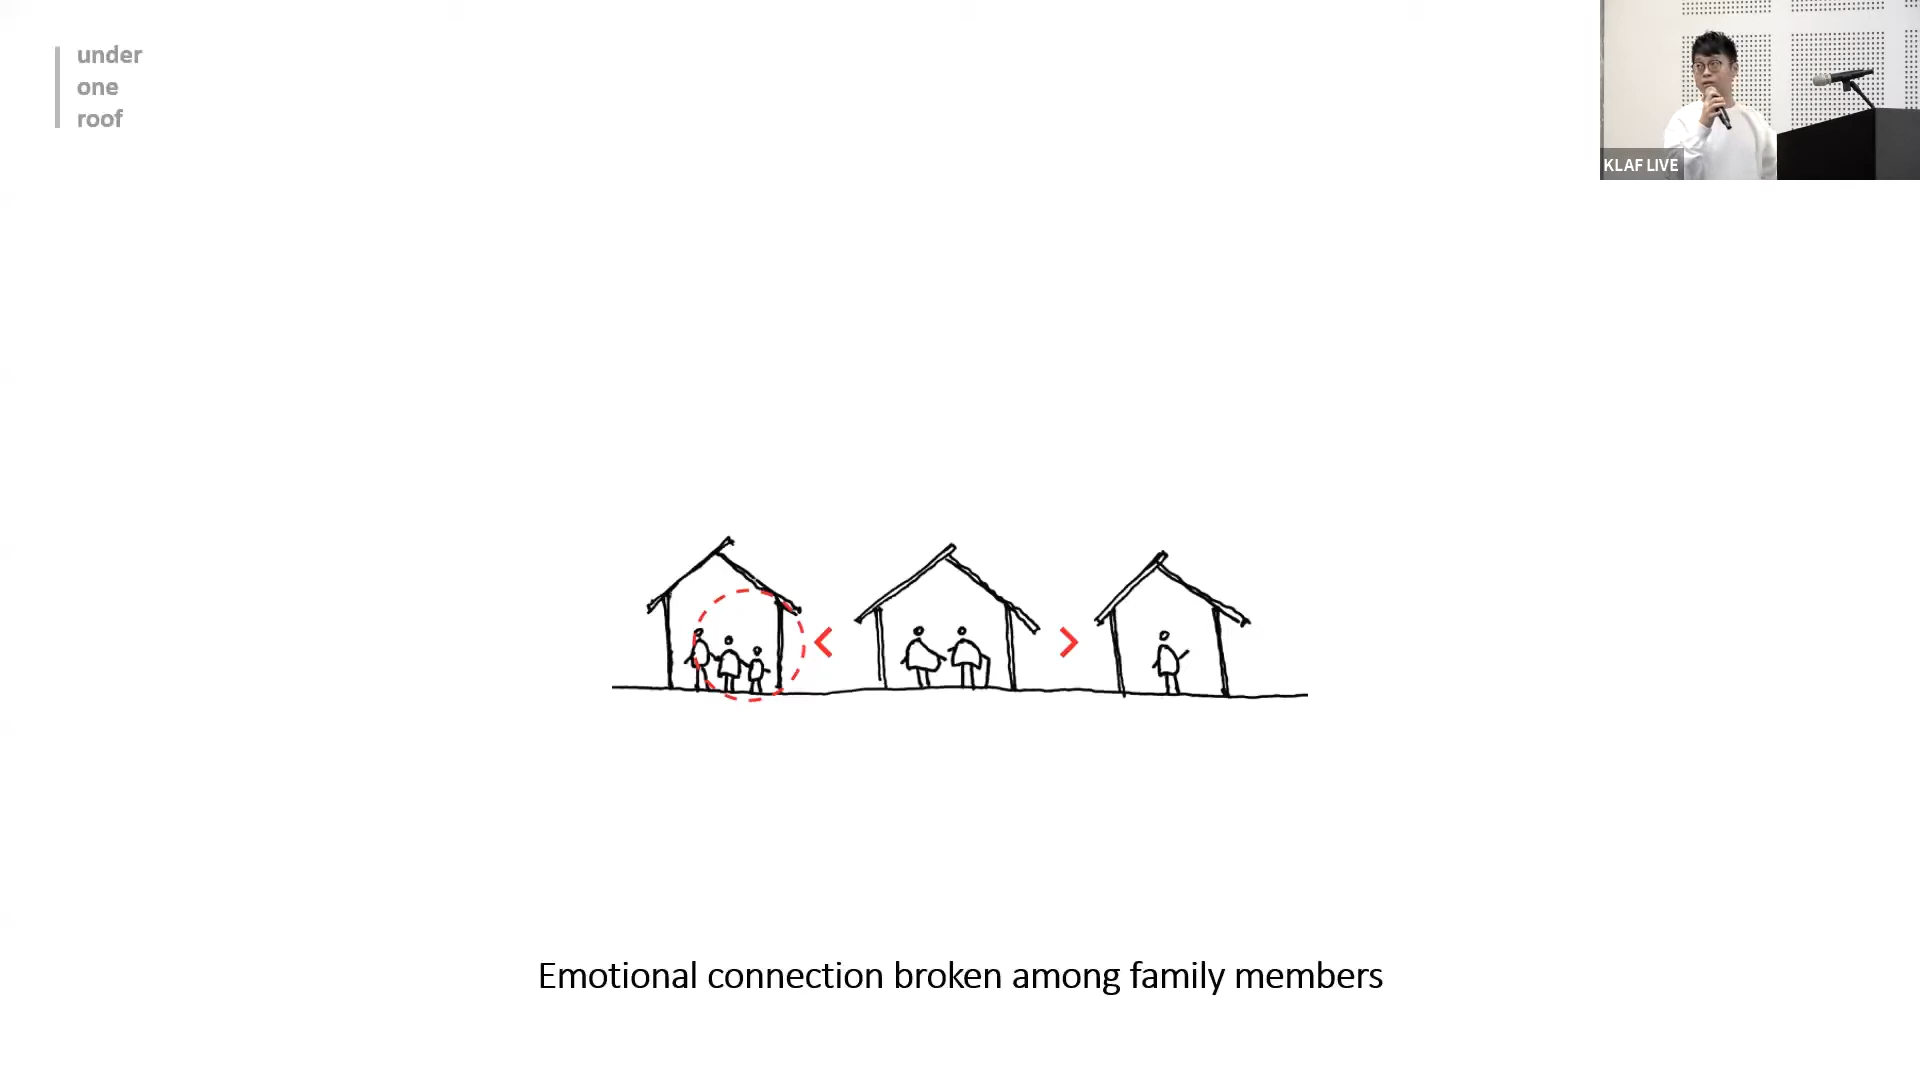 under
one
roof
KLAF LIVE
Emotional connection broken among family members